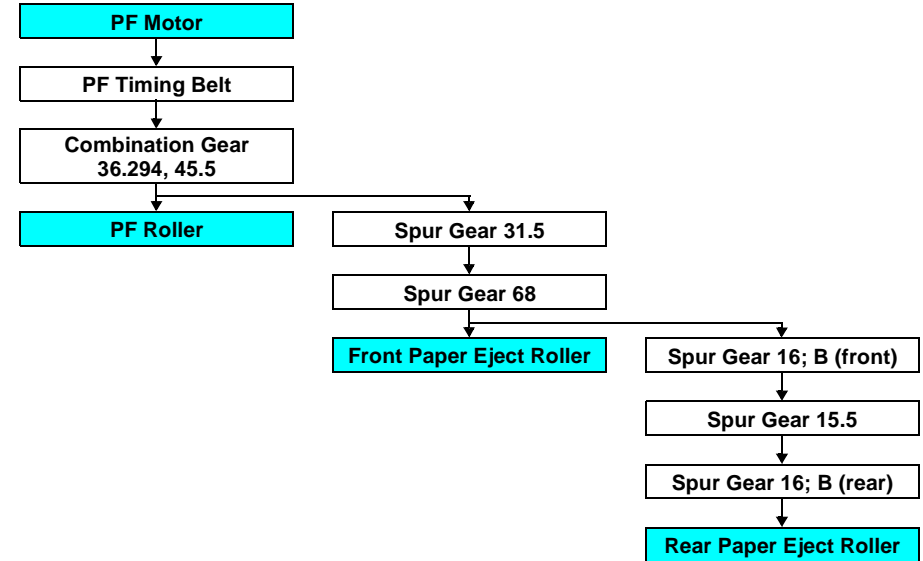 PF Motor
PF Timing Belt
Combination Gear
36.294, 45.5
PF Roller
Spur Gear 31.5
Spur Gear 68
Front Paper Eject Roller
Spur Gear 16; B (front)
Spur Gear 15.5
Spur Gear 16; B (rear)
Rear Paper Eject Roller